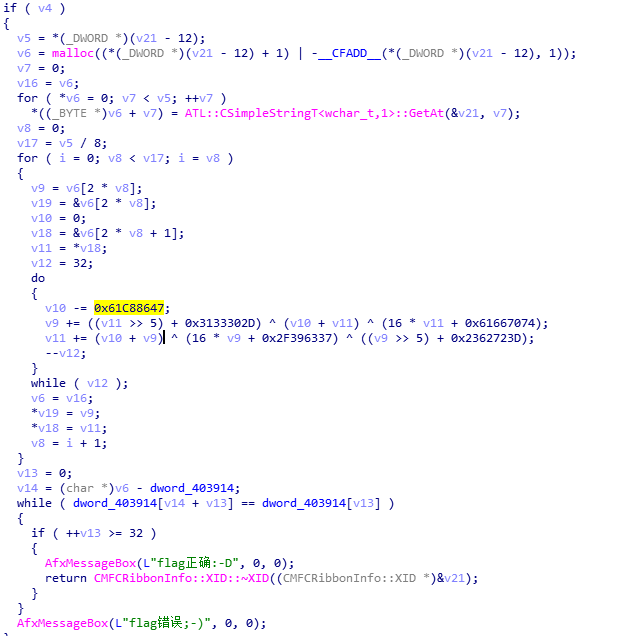 if ( v4 )
{
  v5 = *(_DWORD *)(v21 - 12);
  v6 = malloc((*(_DWORD *)(v21 - 12) + 1) | -__CFADD__(*(_DWORD *)(v21 - 12), 1));
  v7 = 0;
  v16 = v6;
  for ( *v6 = 0; v7 < v5; ++v7 )
    *((_BYTE *)v6 + v7) = ATL::CSimpleStringT<wchar_t,1>::GetAt(&v21, v7);
  v8 = 0;
  v17 = v5 / 8;
  for ( i = 0; v8 < v17; i = v8 )
  {
    v9 = v6[2 * v8];
    v19 = &v6[2 * v8];
    v10 = 0;
    v18 = &v6[2 * v8 + 1];
    v11 = *v18;
    v12 = 32;
    do
    {
      v10 -= 0x61C88647;
      v9 += ((v11 >> 5) + 0x3133302D) ^ (v10 + v11) ^ (16 * v11 + 0x61667074);
      v11 += (v10 + v9) ^ (16 * v9 + 0x2F396337) ^ ((v9 >> 5) + 0x2362723D);
      --v12;
    }
    while ( v12 );
    v6 = v16;
    *v19 = v9;
    *v18 = v11;
    v8 = i + 1;
  }
  v13 = 0;
  v14 = (char *)v6 - dword_403914;
  while ( dword_403914[v14 + v13] == dword_403914[v13] )
  {
    if ( ++v13 >= 32 )
    {
      AfxMessageBox(L"flag正确:-D", 0, 0);
      return CMFCRibbonInfo::XID::~XID((CMFCRibbonInfo::XID *)&v21);
    }
  }
  AfxMessageBox(L"flag错误;-)", 0, 0);